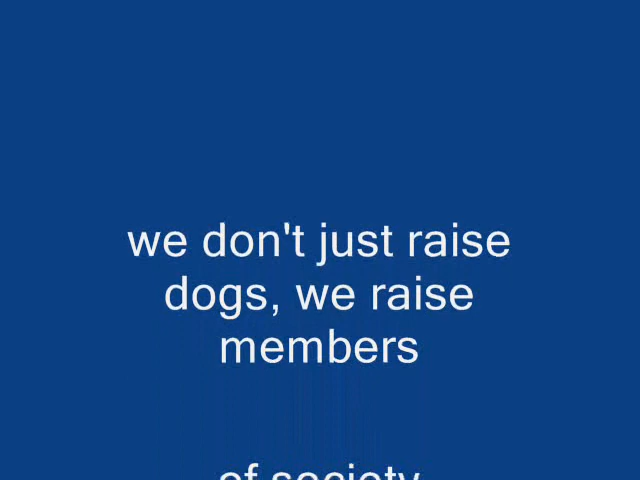 we don't just raise
dogs, we raise
members
of society